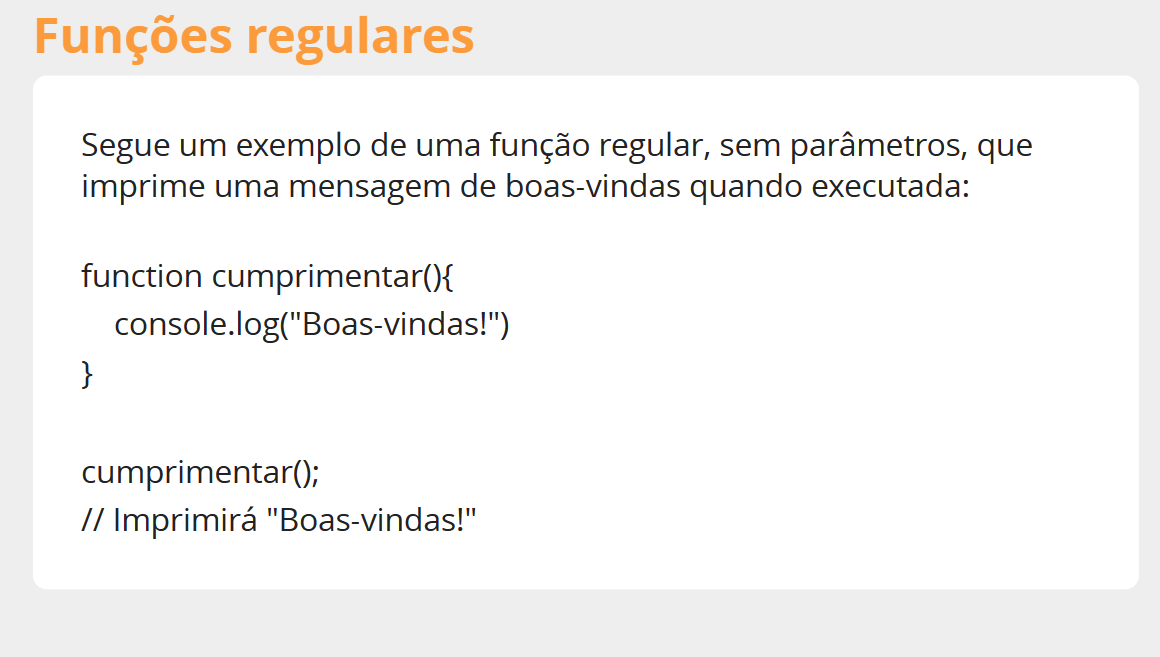 Funções regulares
Segue um exemplo de uma função regular, sem parâmetros, que
imprime uma mensagem de boas-vindas quando executada:
function cumprimentar(){
    console.log("Boas-vindas!")
}
cumprimentar();
// Imprimirá "Boas-vindas!"